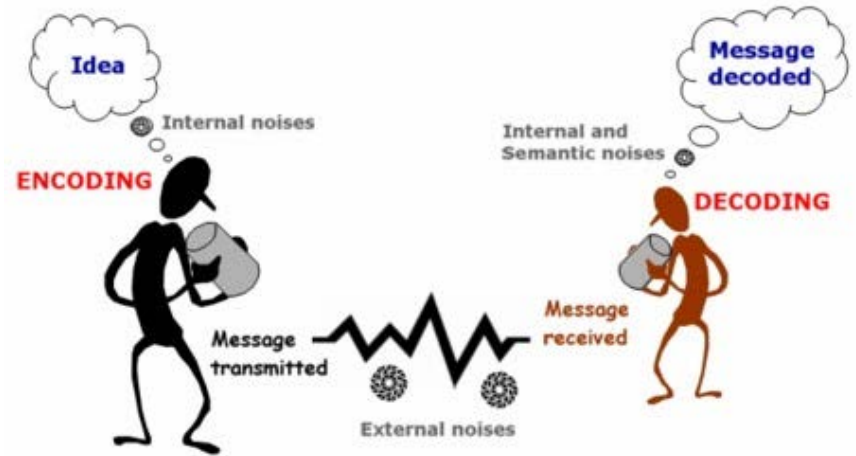 Idea
Internal noises
ENCODING
Message
transmitted
External noises
Message
received
Message
decoded
Internal and
Semantic noises
DECODING